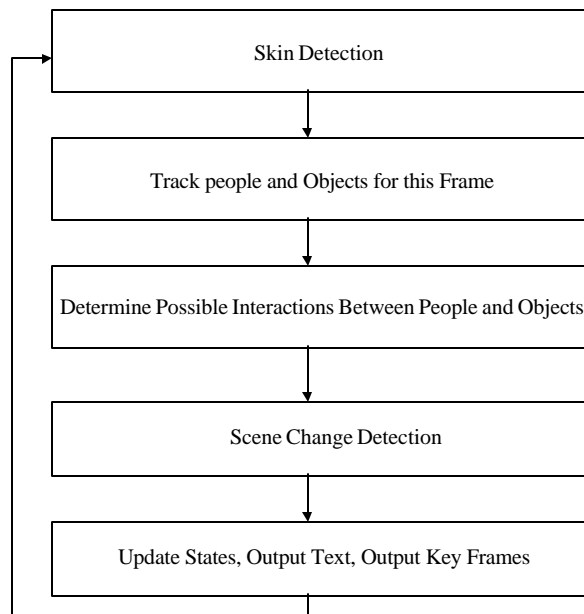 Skin Detection
Track people and Objects for this Frame
Determine Possible Interactions Between People and Objects
Scene Change Detection
Update States, Output Text, Output Key Frames